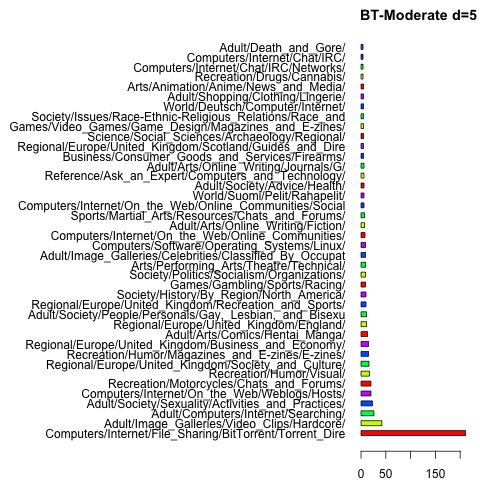 BT-Moderate d=5
Adult/Death_and_Gore/
Computers/Internet/Chat/IRC/
Computers/Internet/Chat/IRC/Networks/
Recreation/Drugs/Cannabis/
Arts/Animation/Anime/News_and_Media/
Adult/Shopping/Clothing/Lingerie/
World/Deutsch/Computer/Internet/
Society/Issues/Race-Ethnic-Religious_Relations/Race_and
Games/Video_Games/Game_Design/Magazines_and_E-zines/
Science/Social_Sciences/Archaeology/Regional/
Regional/Europe/United_Kingdom/Scotland/Guides_and_Dire
Business/Consumer_Goods_and_Services/Firearms/
Adult/Arts/Online_Writing/Journals/G/
Reference/Ask_an_Expert/Computers_and_Technology/
Adult/Society/Advice/Health/
World/Suomi/Pelit/Rahapelit/
Computers/Internet/On_the_Web/Online_Communities/Social
Sports/Martial_Arts/Resources/Chats_and_Forums/
Adult/Arts/Online_Writing/Fiction/
Computers/Internet/On_the_Web/Online_Communities/
Computers/Software/Operating_Systems/Linux/
Adult/Image_Galleries/Celebrities/Classified_By_Occupat
Arts/Performing_Arts/Theatre/Technical/
Society/Politics/Socialism/Organizations/
Games/Gambling/Sports/Racing/
Society/History/By_Region/North_America/
Regional/Europe/United_Kingdom/Recreation_and_Sports/
Adult/Society/People/Personals/Gay,_Lesbian,_and_Bisexu
Regional/Europe/United_Kingdom/England/
Adult/Arts/Comics/Hentai_Manga/
Regional/Europe/United_Kingdom/Business_and_Economy/
Recreation/Humor/Magazines_and_E-zines/E-zines/
Regional/Europe/United_Kingdom/Society_and_Culture/
Recreation/Humor/Visual/
Recreation/Motorcycles/Chats_and_Forums/
Computers/Internet/On_the_Web/Weblogs/Hosts/
Adult/Society/Sexuality/Activities_and_Practices/
Adult/Computers/Internet/Searching/
Adult/Image_Galleries/Video_Clips/Hardcore/
Computers/Internet/File_Sharing/BitTorrent/Torrent_Dire
0 50 150